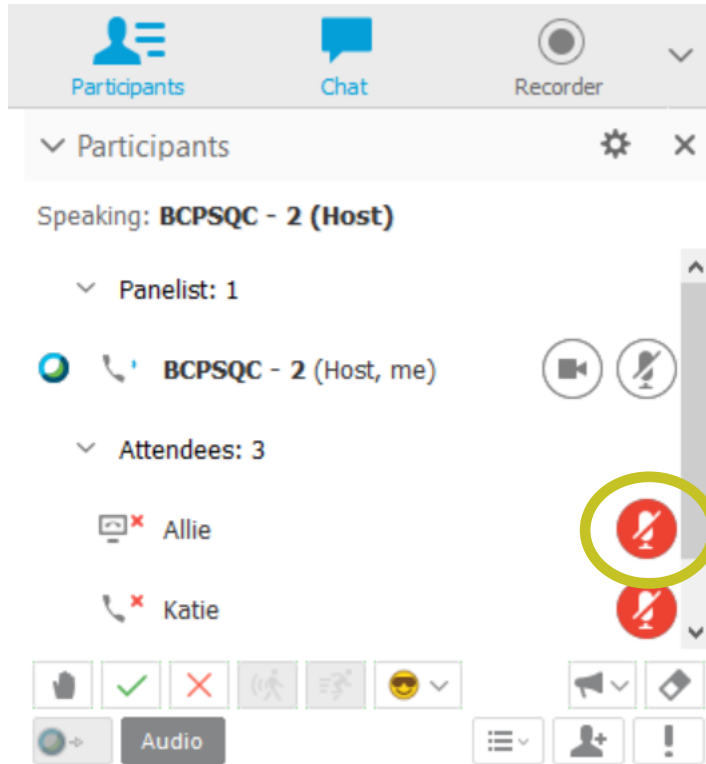 Participants Chat Recorder
Participants
Speaking: BCPSQC - 2 (Host)
Panelist: 1
BCPSQC - 2 (Host, me)
Attendees: 3
Allie
Katie
Audio